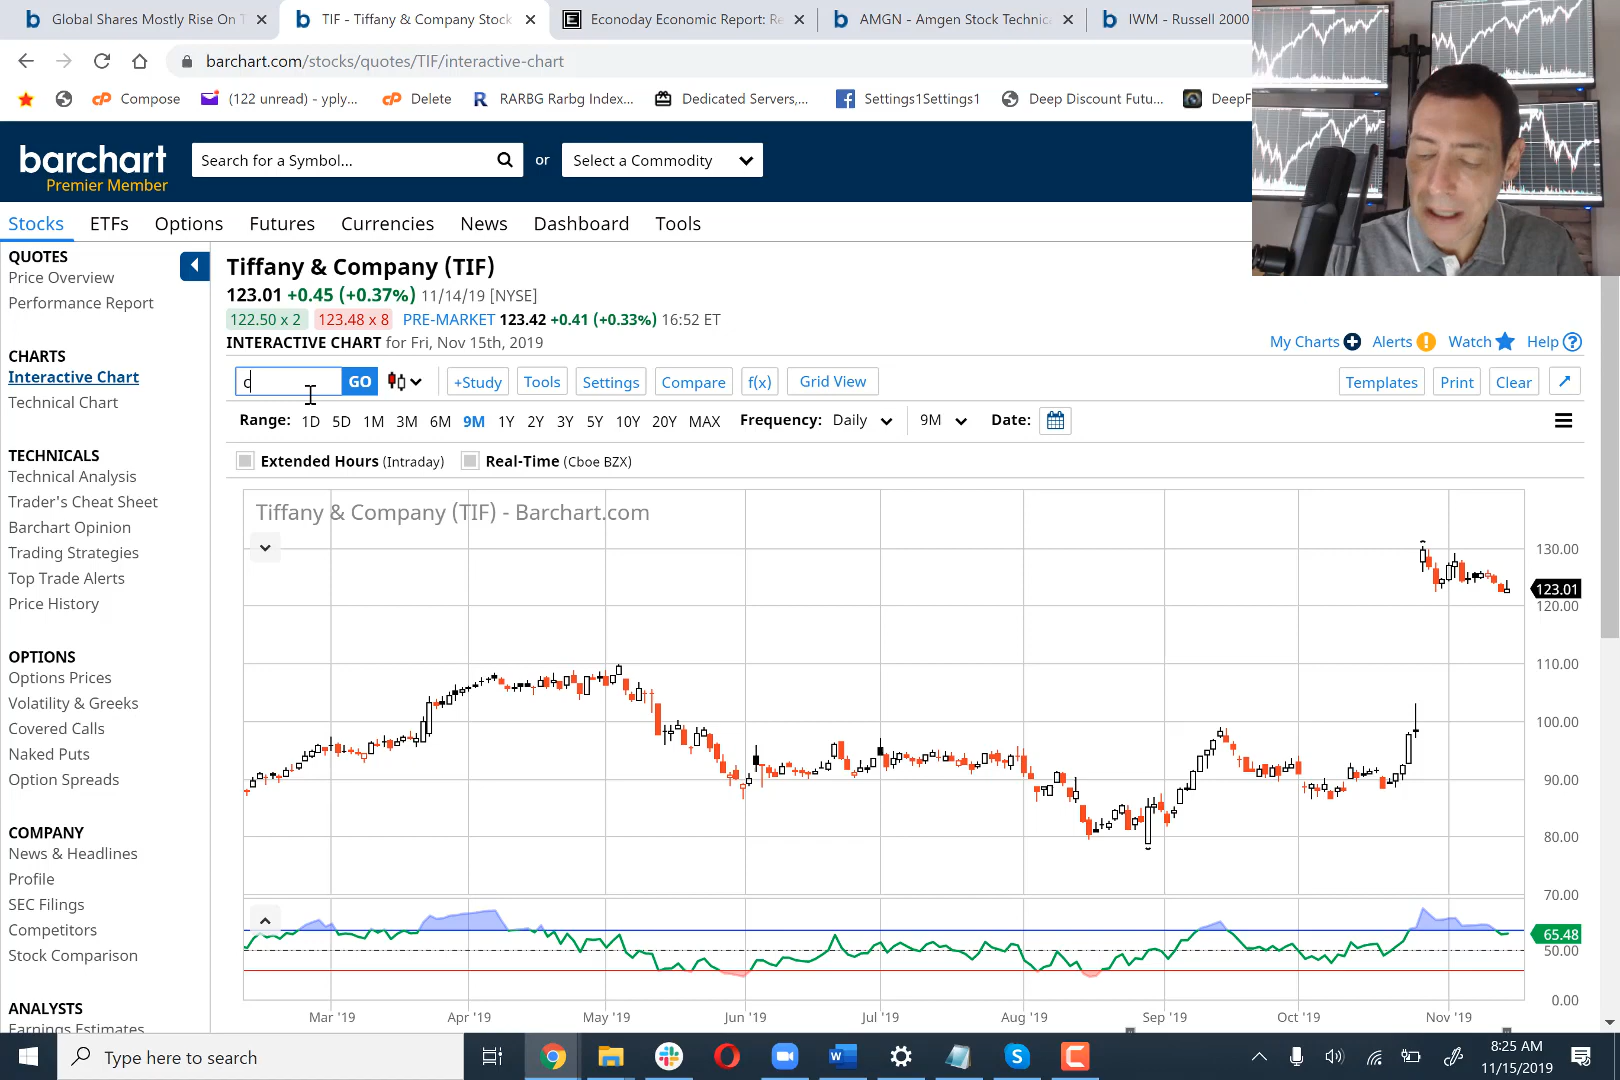 Global Shares Mostly Rise On T
TIF - Tiffany & Company Stock
Econoday Economic Report: Re
AMGN - Amgen Stock Technic
IWM - Russell 2000
barchart.com/stocks/quotes/TIF/interactive-chart
Compose
(122 unread) - yply...
Delete
RARBG Rarbg Index...
Dedicated Servers,...
Settings1Settings1
Deep Discount Futu...
DeepF
barchart
Premier Member
Search for a Symbol...
or
Select a Commodity
Stocks ETFs Options Futures Currencies News Dashboard Tools
QUOTES
Price Overview
Performance Report
CHARTS
Interactive Chart
Technical Chart
TECHNICALS
Technical Analysis
Trader's Cheat Sheet
Barchart Opinion
Trading Strategies
Top Trade Alerts
Price History
OPTIONS
Options Prices
Volatility & Greeks
Covered Calls
Naked Puts
Option Spreads
COMPANY
News & Headlines
Profile
SEC Filings
Competitors
Stock Comparison
ANALYSTS
Earnings Estimates
Tiffany & Company (TIF)
123.01 +0.45 (+0.37%) 11/14/19 [NYSE]
122.50 x 2 123.48 x 8 PRE-MARKET 123.42 +0.41 (+0.33%) 16:52 ET
INTERACTIVE CHART for Fri, Nov 15th, 2019
My Charts Alerts Watch Help
c GO +Study Tools Settings Compare f(x) Grid View Templates Print Clear
Range: 1D 5D 1M 3M 6M 9M 1Y 2Y 3Y 5Y 10Y 20Y MAX Frequency: Daily 9M Date:
Extended Hours (Intraday) Real-Time (Cboe BZX)
Tiffany & Company (TIF) - Barchart.com
130.00
123.01
120.00
110.00
100.00
90.00
80.00
70.00
65.48
50.00
0.00
Mar '19 Apr '19 May '19 Jun '19 Jul '19 Aug '19 Sep '19 Oct '19 Nov '19
Type here to search
8:25 AM
11/15/2019